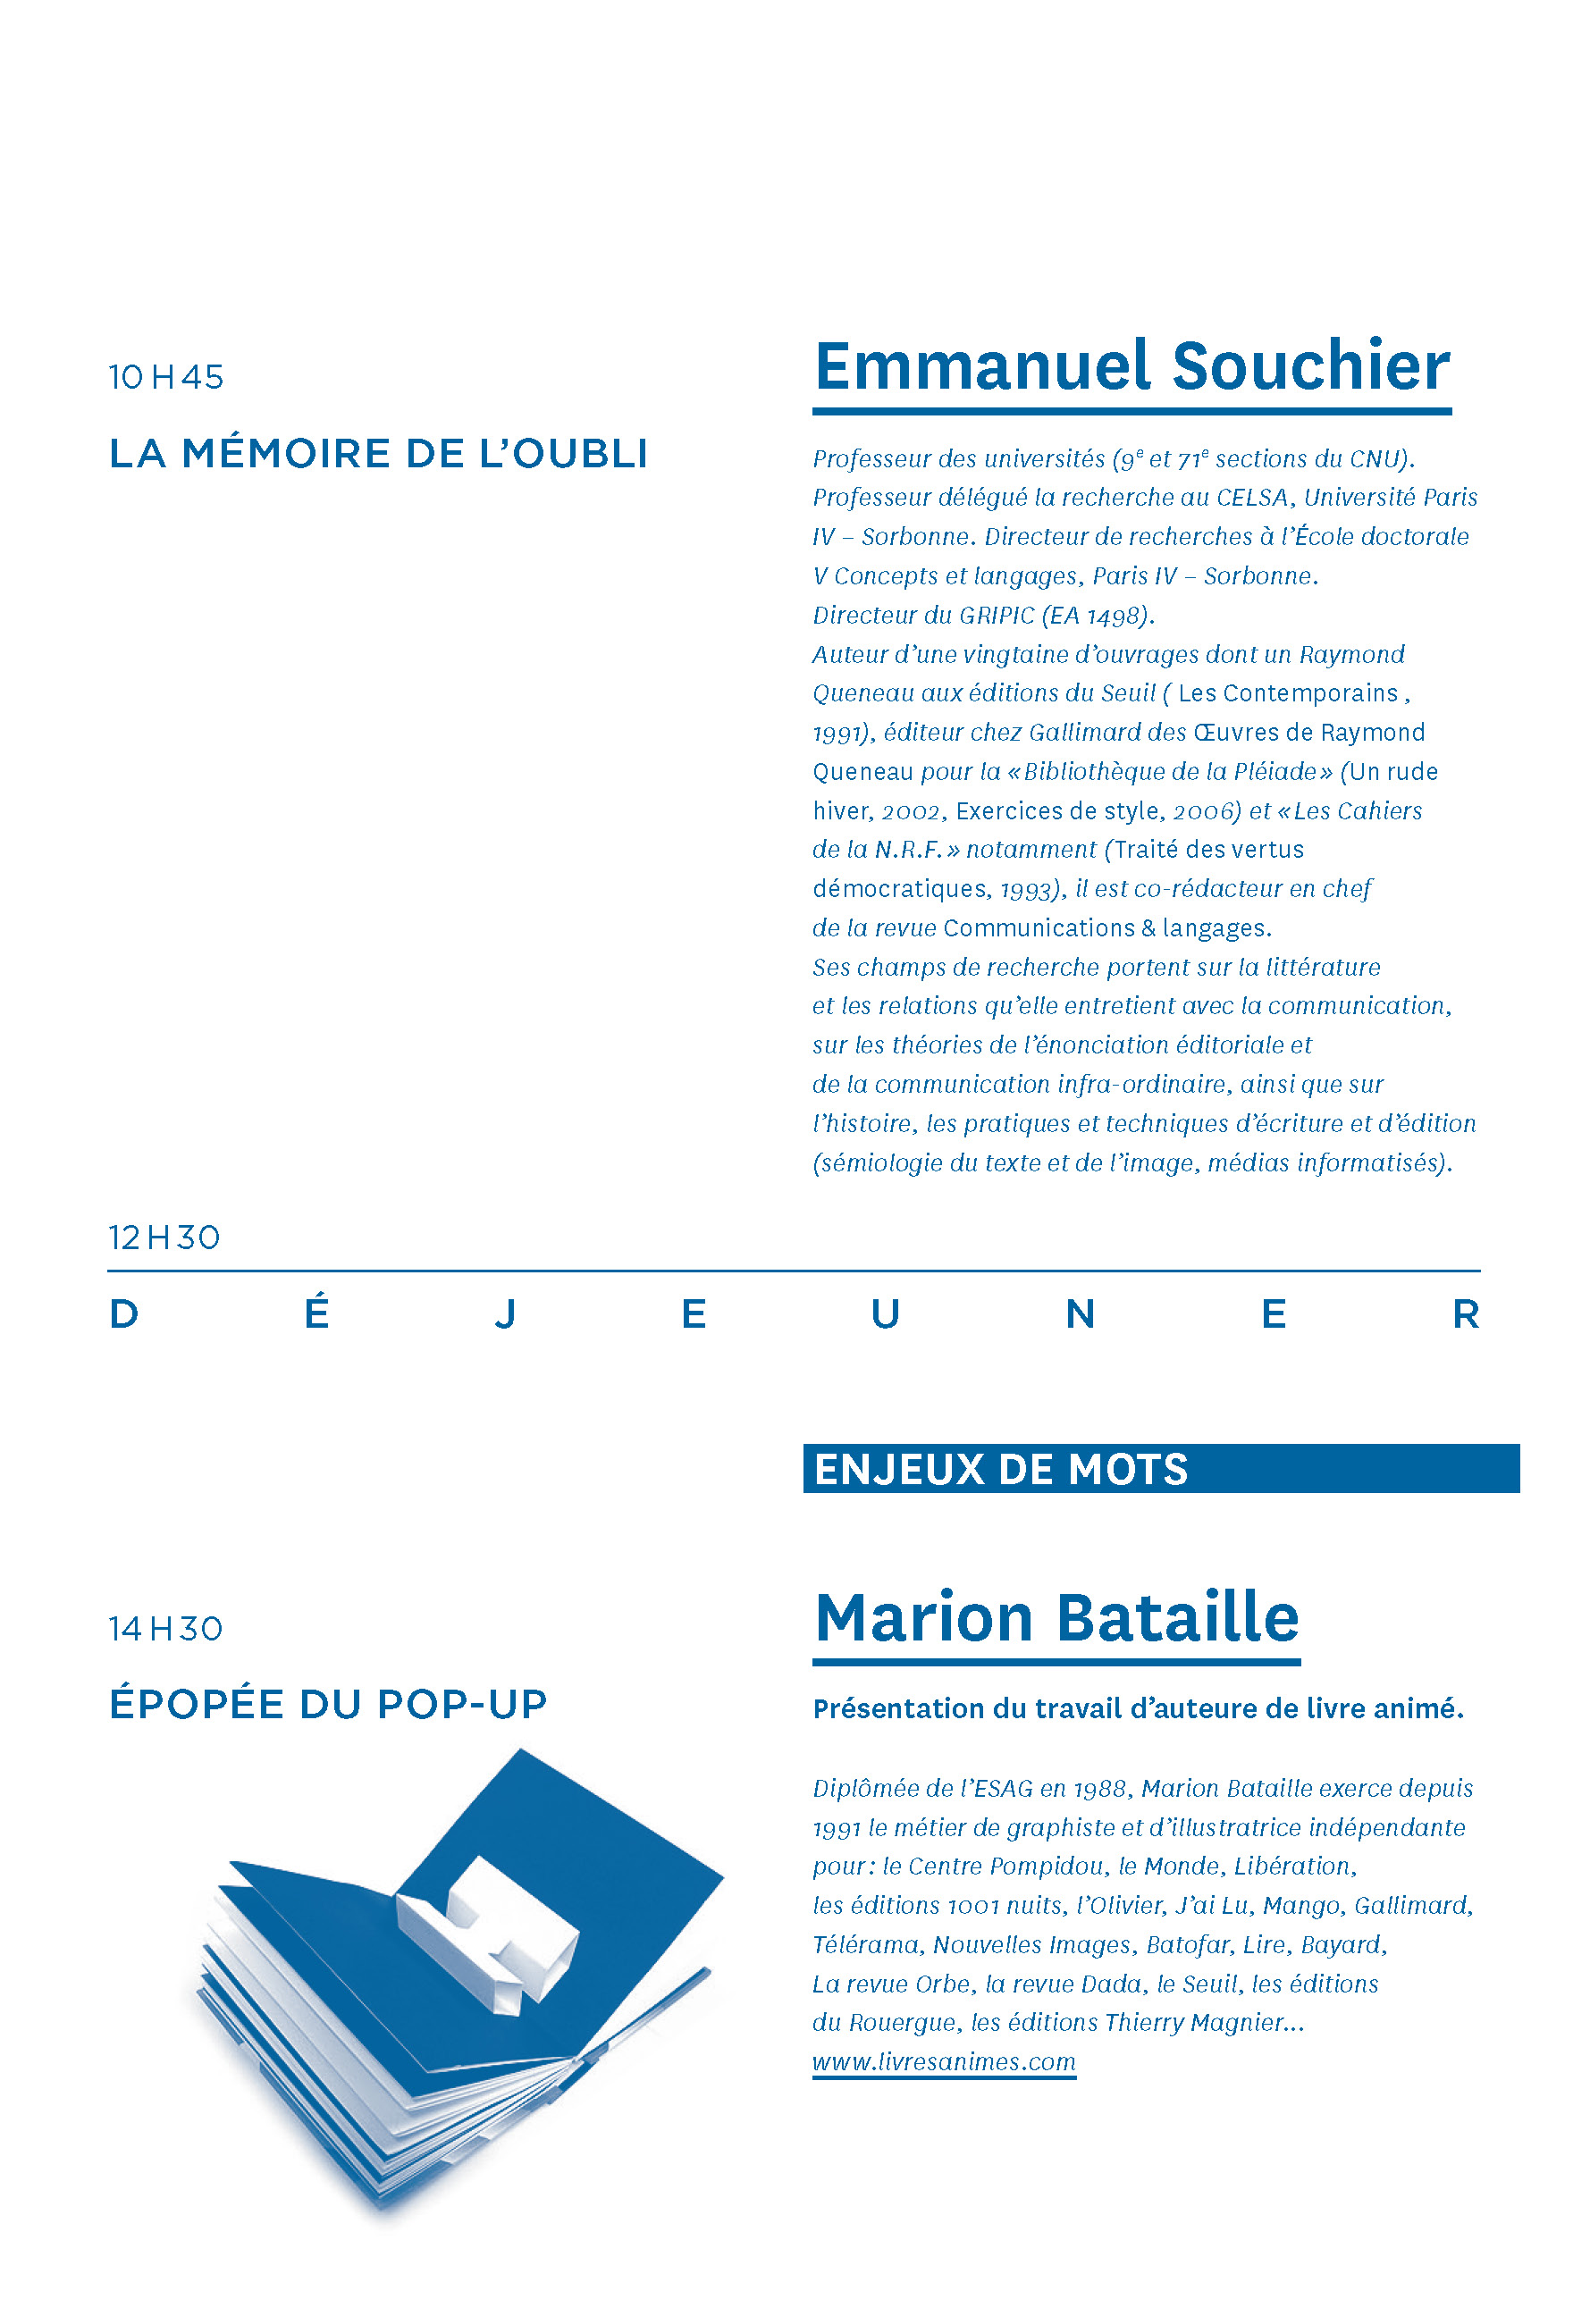 10 H 45
LA MÉMOIRE DE L’OUBLI
Emmanuel Souchier
Professeur des universités (9e et 71e sections du CNU).
Professeur délégué la recherche au CELSA, Université Paris
IV – Sorbonne. Directeur de recherches à l’École doctorale
V Concepts et langages, Paris IV – Sorbonne.
Directeur du GRIPIC (EA 1498).
Auteur d’une vingtaine d’ouvrages dont un Raymond
Queneau aux éditions du Seuil ( Les Contemporains ,
1991), éditeur chez Gallimard des Œuvres de Raymond
Queneau pour la «Bibliothèque de la Pléiade» (Un rude
hiver, 2002, Exercices de style, 2006) et «Les Cahiers
de la N.R.F.» notamment (Traité des vertus
démocratiques, 1993), il est co-rédacteur en chef
de la revue Communications & langages.
Ses champs de recherche portent sur la littérature
et les relations qu’elle entretient avec la communication,
sur les théories de l’énonciation éditoriale et
de la communication infra-ordinaire, ainsi que sur
l’histoire, les pratiques et techniques d’écriture et d’édition
(sémiologie du texte et de l’image, médias informatisés).
12 H 30
D É J E U N E R
ENJEUX DE MOTS
14 H 30
ÉPOPÉE DU POP-UP
Marion Bataille
Présentation du travail d’auteure de livre animé.
Diplômée de l’ESAG en 1988, Marion Bataille exerce depuis
1991 le métier de graphiste et d’illustratrice indépendante
pour : le Centre Pompidou, le Monde, Libération,
les éditions 1001 nuits, l’Olivier, J’ai Lu, Mango, Gallimard,
Télérama, Nouvelles Images, Batofar, Lire, Bayard,
La revue Orbe, la revue Dada, le Seuil, les éditions
du Rouergue, les éditions Thierry Magnier...
www.livresanimes.com